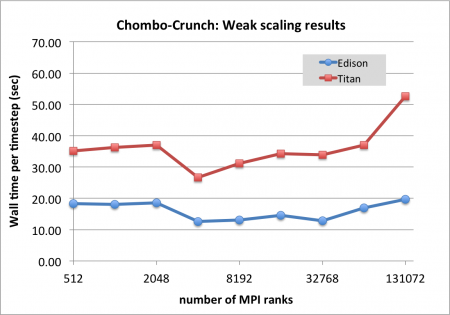 Chombo-Crunch: Weak scaling results
70.00
60.00
50.00
40.00
30.00
20.00
10.00
0.00
Wall time per timestep (sec)
Edison
Titan
512 2048 8192 32768 131072
number of MPI ranks